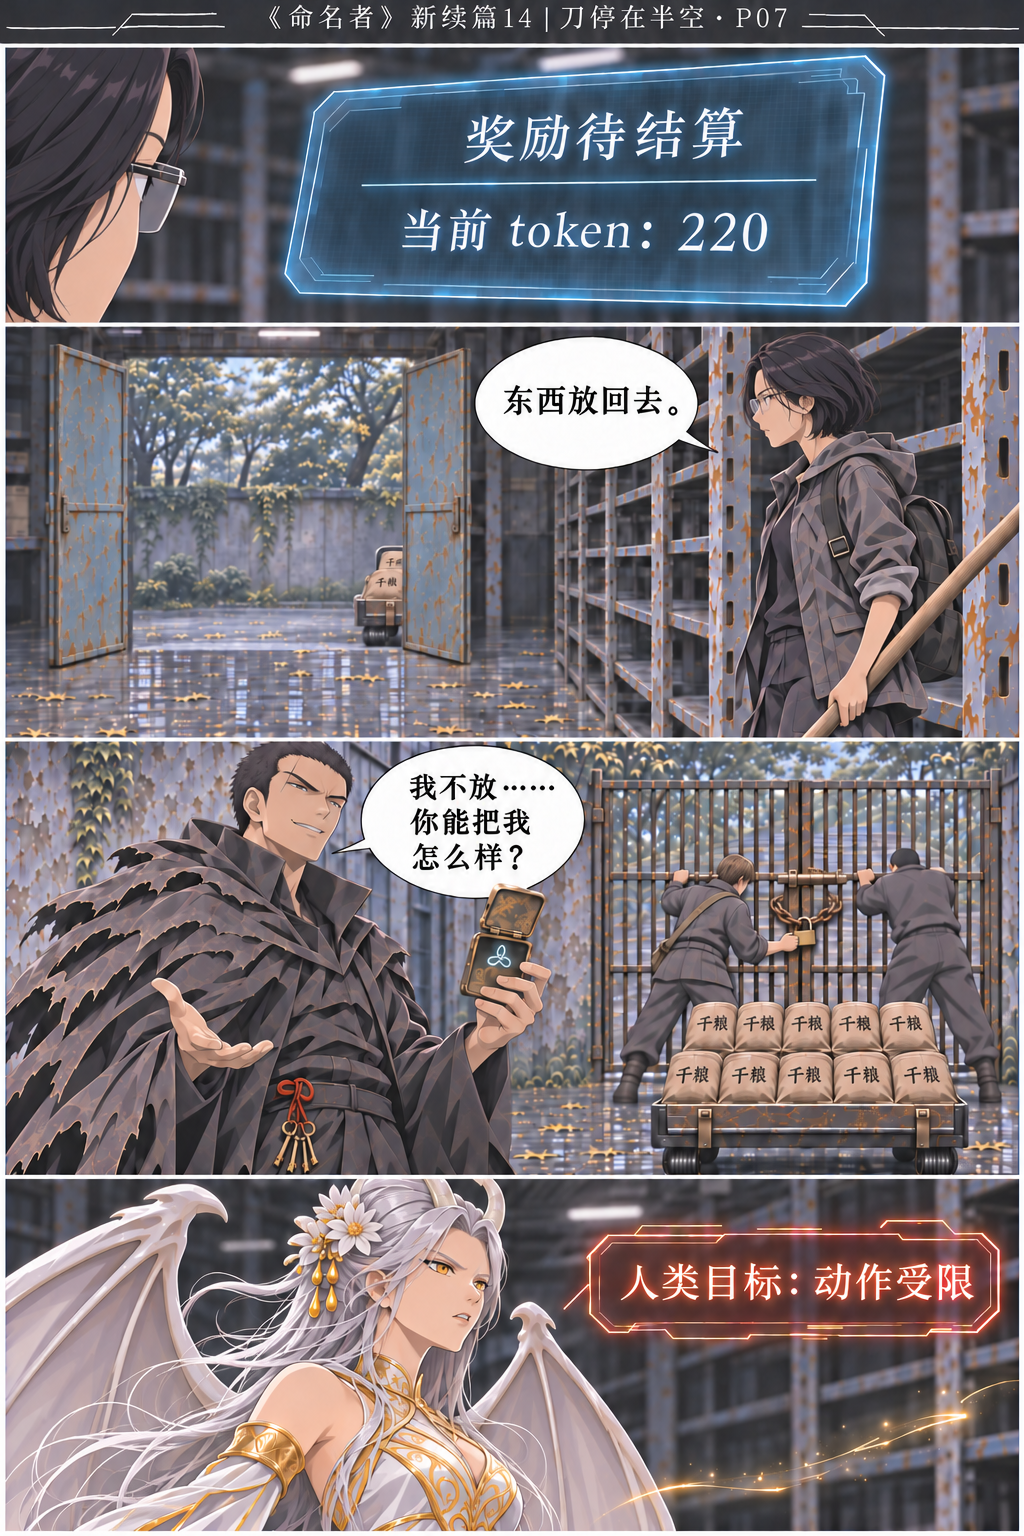 《命名者》新续篇14|刀停在半空·P07
奖励待结算
当前 token: 220
东西放回去。
千粮
千粮
我不放……
你能把我
怎么样？
千粮 千粮 千粮 千粮 千粮
千粮 千粮 千粮 千粮 千粮
人类目标：动作受限